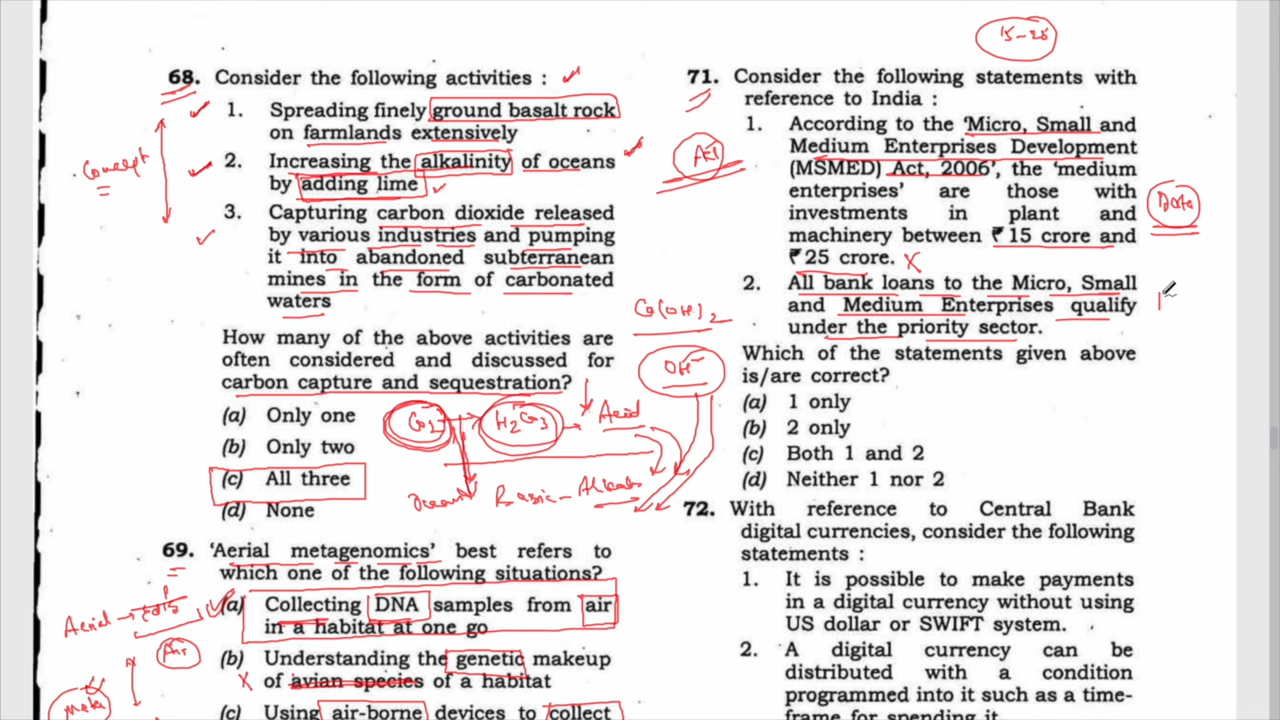 68. Consider the following activities :
1. Spreading finely ground basalt rock
on farmlands extensively
2. Increasing the alkalinity of oceans
by adding lime
3. Capturing carbon dioxide released
by various industries and pumping
it into abandoned subterranean
mines in the form of carbonated
waters
How many of the above activities are
often considered and discussed for
carbon capture and sequestration?
(a) Only one
(b) Only two
(c) All three
(d) None
Concept
CO2
H2CO3
Acid
Basic - Alkali
69. 'Aerial metagenomics' best refers to
which one of the following situations?
(a) Collecting DNA samples from air
in a habitat at one go
(b) Understanding the genetic makeup
of avian species of a habitat
(c) Using air-borne devices to collect
Aerial
Air
Meta
15-25
71. Consider the following statements with
reference to India :
1. According to the 'Micro, Small and
Medium Enterprises Development
(MSMED) Act, 2006', the 'medium
enterprises' are those with
investments in plant and
machinery between ₹ 15 crore and
₹ 25 crore. X
2. All bank loans to the Micro, Small
and Medium Enterprises qualify
under the priority sector.
Which of the statements given above
is/are correct?
(a) 1 only
(b) 2 only
(c) Both 1 and 2
(d) Neither 1 nor 2
Act
Data
OH-
72. With reference to Central Bank
digital currencies, consider the following
statements :
1. It is possible to make payments
in a digital currency without using
US dollar or SWIFT system.
2. A digital currency can be
distributed with a condition
programmed into it such as a time-
frame for spending it.